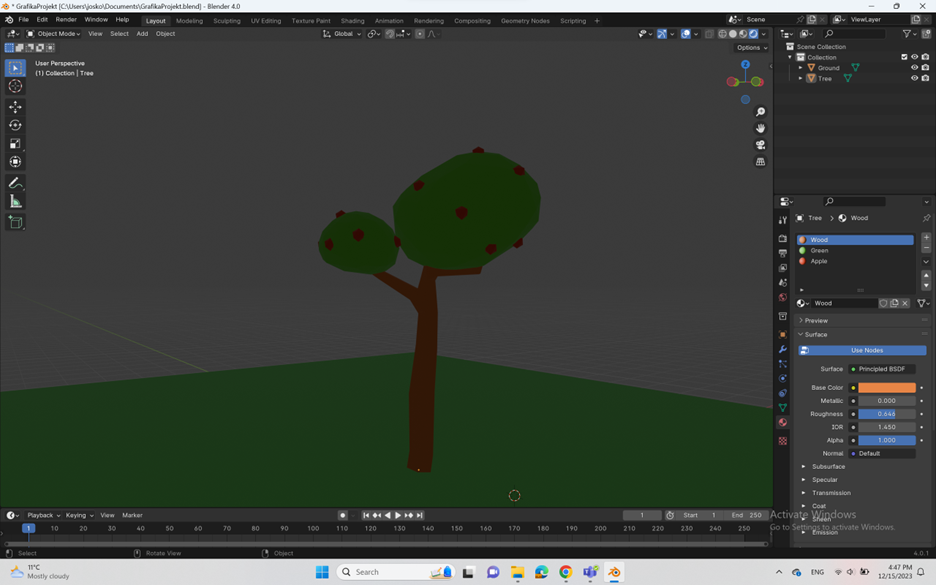 * GrafikaProjekt [C:\Users\josko\Desktop\GrafikaProjekt.blend] - Blender 4.0
File Edit Render Window Help Layout Modeling Sculpting UV Editing Texture Paint Shading Animation Rendering Compositing Geometry Nodes Scripting + Scene ViewLayer
Object Mode View Select Add Object Global
Options
User Perspective
(1) Collection | Tree
Z
Scene Collection
Collection
Ground
Tree
Tree > Wood
Wood
Green
Apple
Wood
Preview
Surface
Use Nodes
Surface Principled BSDF
Base Color
Metallic 0.000
Roughness 0.646
IOR 1.450
Alpha 1.000
Normal Default
Subsurface
Specular
Transmission
Coat
Sheen
Emission
Activate Windows
Go to Settings to activate Windows.
Playback Keying View Marker 1 Start 1 End 250
1 10 20 30 40 50 60 70 80 90 100 110 120 130 140 150 160 170 180 190 200 210 220 230 240 250
Select Rotate View Object 4.0.1
11°C
Mostly cloudy
Search
ENG
4:47 PM
12/15/2023